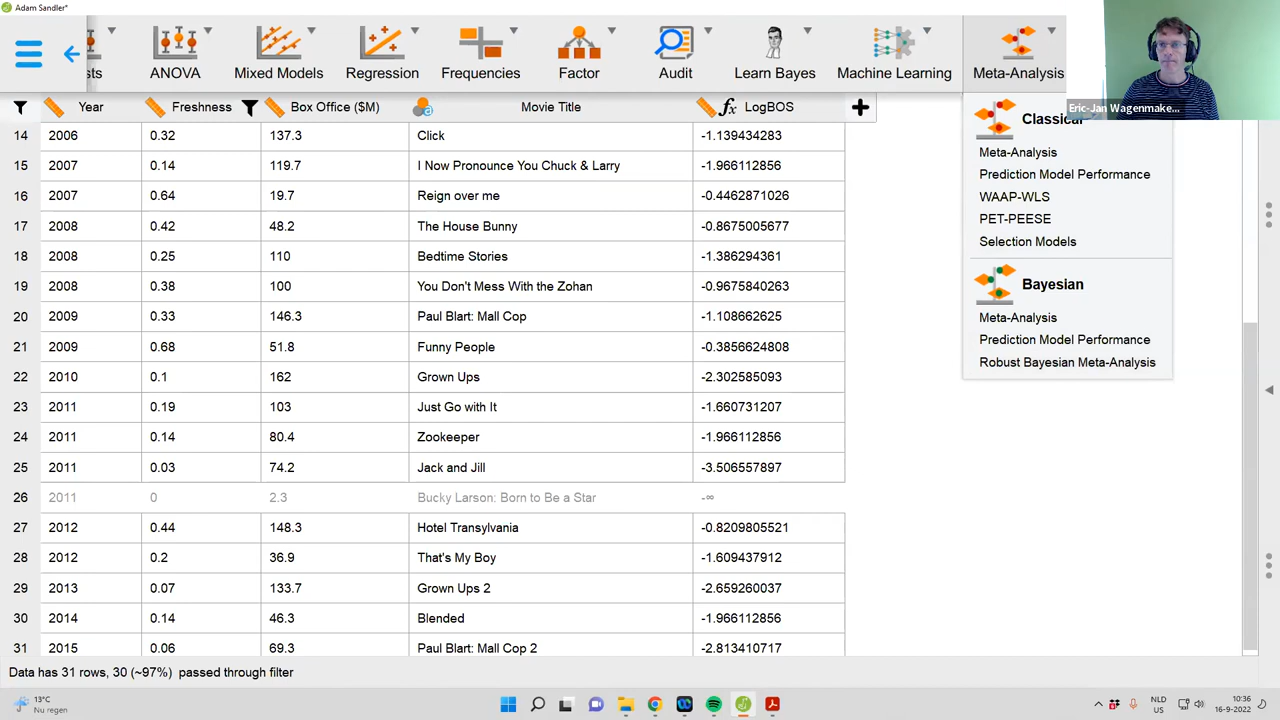 Adam Sandler*
ANOVA
Mixed Models
Regression
Frequencies
Factor
Audit
Learn Bayes
Machine Learning
Meta-Analysis
Eric-Jan Wagenmake...
Year Freshness Box Office ($M) Movie Title fx LogBOS
14 2006 0.32 137.3 Click -1.139434283
15 2007 0.14 119.7 I Now Pronounce You Chuck & Larry -1.966112856
16 2007 0.64 19.7 Reign over me -0.4462871026
17 2008 0.42 48.2 The House Bunny -0.8675005677
18 2008 0.25 110 Bedtime Stories -1.386294361
19 2008 0.38 100 You Don't Mess With the Zohan -0.9675840263
20 2009 0.33 146.3 Paul Blart: Mall Cop -1.108662625
21 2009 0.68 51.8 Funny People -0.3856624808
22 2010 0.1 162 Grown Ups -2.302585093
23 2011 0.19 103 Just Go with It -1.660731207
24 2011 0.14 80.4 Zookeeper -1.966112856
25 2011 0.03 74.2 Jack and Jill -3.506557897
26 2011 0 2.3 Bucky Larson: Born to Be a Star -∞
27 2012 0.44 148.3 Hotel Transylvania -0.8209805521
28 2012 0.2 36.9 That's My Boy -1.609437912
29 2013 0.07 133.7 Grown Ups 2 -2.659260037
30 2014 0.14 46.3 Blended -1.966112856
31 2015 0.06 69.3 Paul Blart: Mall Cop 2 -2.813410717
Classical
Meta-Analysis
Prediction Model Performance
WAAP-WLS
PET-PEESE
Selection Models
Bayesian
Meta-Analysis
Prediction Model Performance
Robust Bayesian Meta-Analysis
Data has 31 rows, 30 (~97%) passed through filter
13°C
Nu regen
NLD
US
10:36
16-9-2022